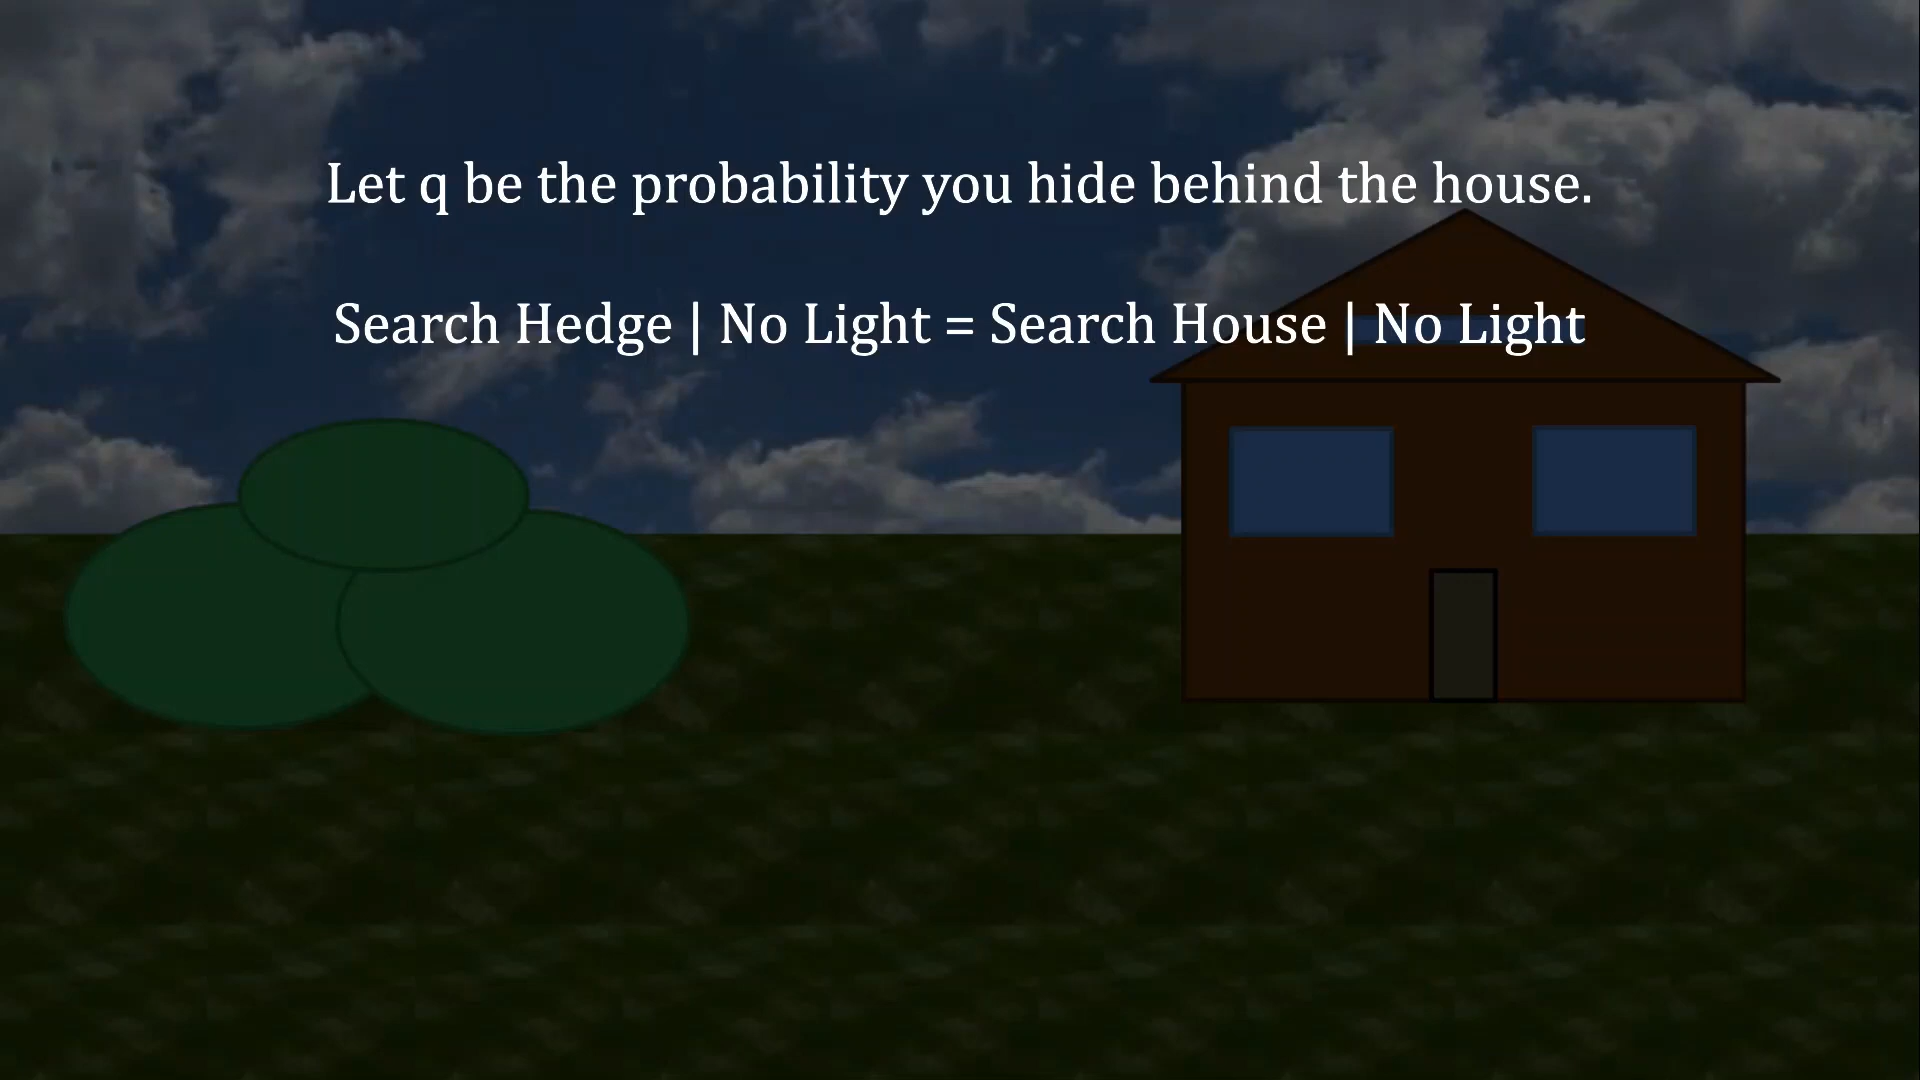 Let q be the probability you hide behind the house.
Search Hedge | No Light = Search House | No Light